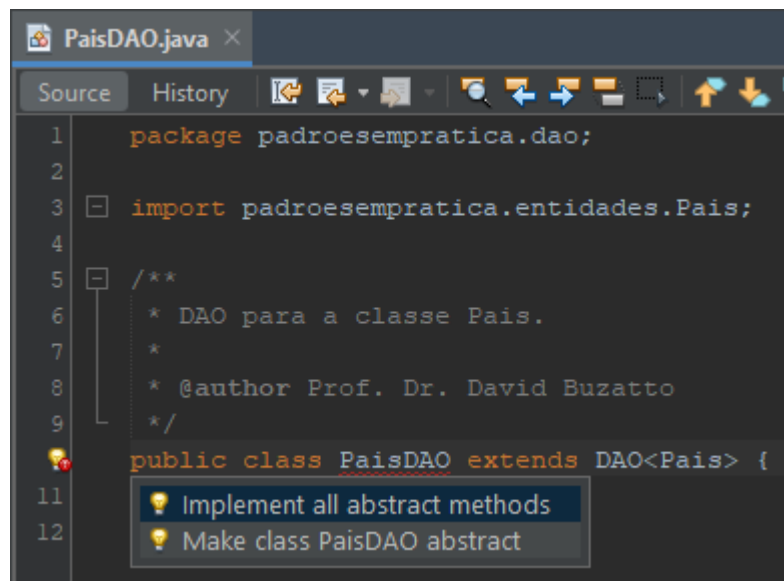 PaisDAO.java
Source History
1 package padroesempratica.dao;
2
3 import padroesempratica.entidades.Pais;
4
5 /**
6 * DAO para a classe Pais.
7 *
8 * @author Prof. Dr. David Buzatto
9 */
public class PaisDAO extends DAO<Pais> {
11 Implement all abstract methods
12 Make class PaisDAO abstract